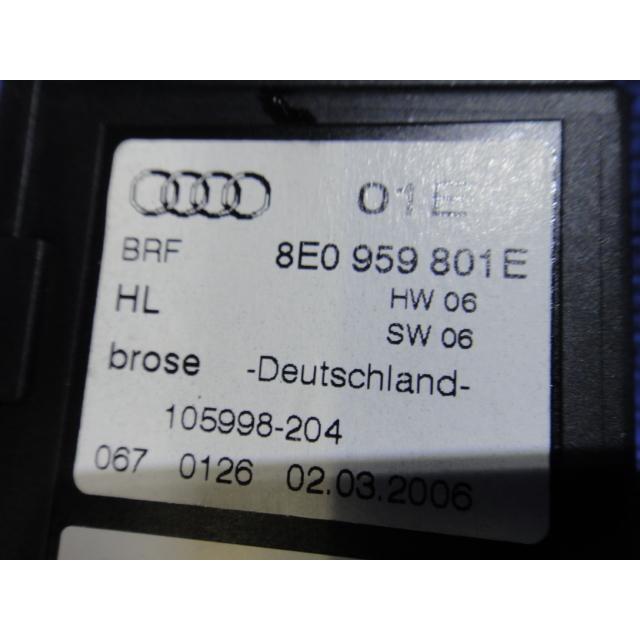 01E
BRF 8E0 959 801E
HL HW 06
SW 06
brose -Deutschland-
105998-204
067 0126 02.03.2006